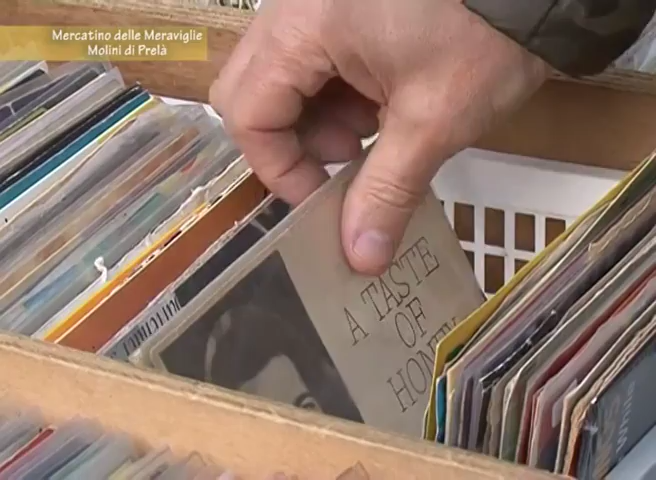 Mercatino delle Meraviglie
Molini di Prelà
A TASTE
OF
HONEY